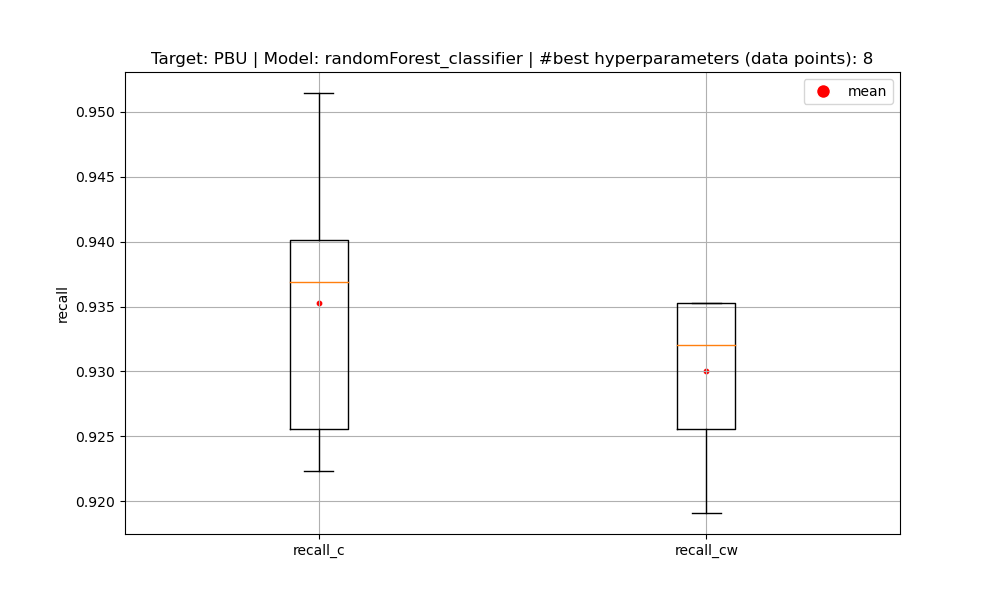 Target: PBU | Model: randomForest_classifier | #best hyperparameters (data points): 8
mean
0.950
0.945
0.940
0.935
0.930
0.925
0.920
recall
recall_c
recall_cw